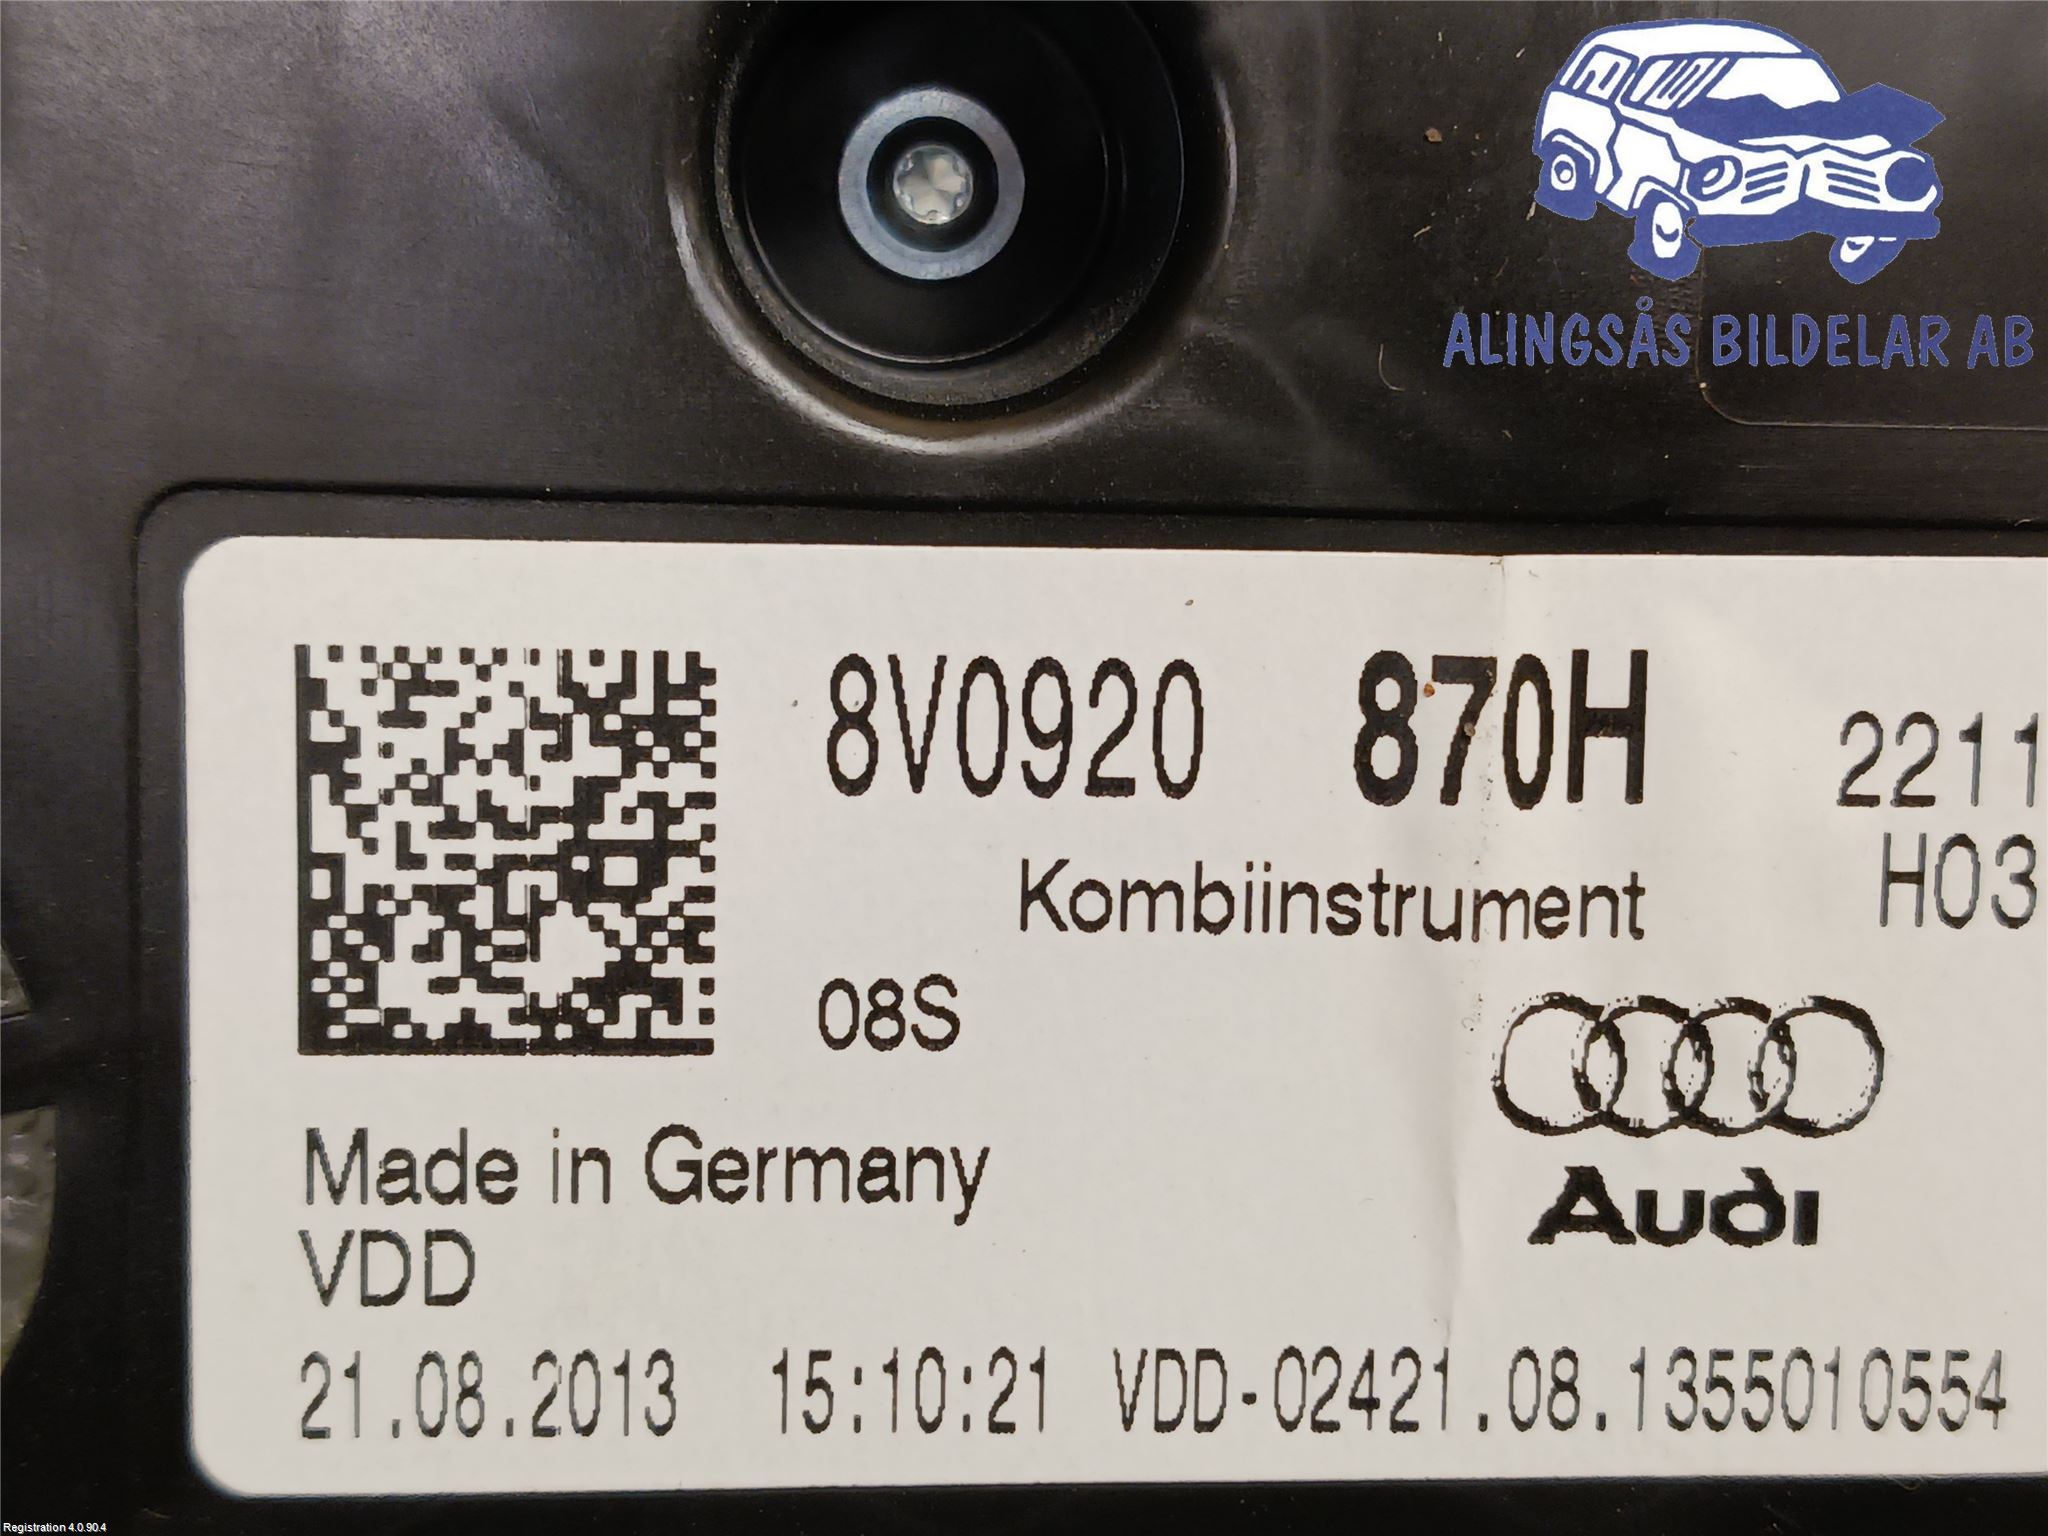 ALINGSÅS BILDELAR AB
8V0920 870H 2211
Kombiinstrument H03
08S
Audi
Made in Germany
VDD
21.08.2013 15:10:21 VDD-02421.08.1355010554
Registration 4.0.90.4